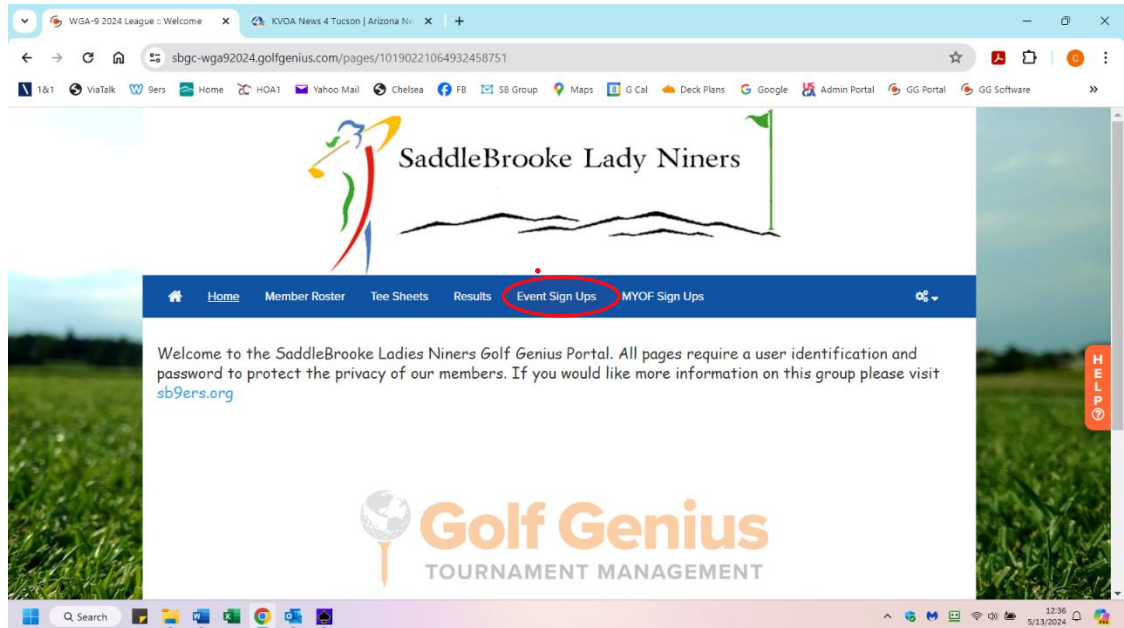 WGA-9 2024 League :: Welcome
KVOA News 4 Tucson | Arizona Ne
sbgc-wga92024.golfgenius.com/pages/10190221064932458751
1&1 ViaTalk 9ers Home HOA1 Yahoo Mail Chelsea FB SB Group Maps G Cal Deck Plans Google Admin Portal GG Portal GG Software
SaddleBrooke Lady Niners
Home Member Roster Tee Sheets Results Event Sign Ups MYOF Sign Ups
Welcome to the SaddleBrooke Ladies Niners Golf Genius Portal. All pages require a user identification and
password to protect the privacy of our members. If you would like more information on this group please visit
sb9ers.org
HELP
Golf Genius
TOURNAMENT MANAGEMENT
Search
12:36
5/13/2024